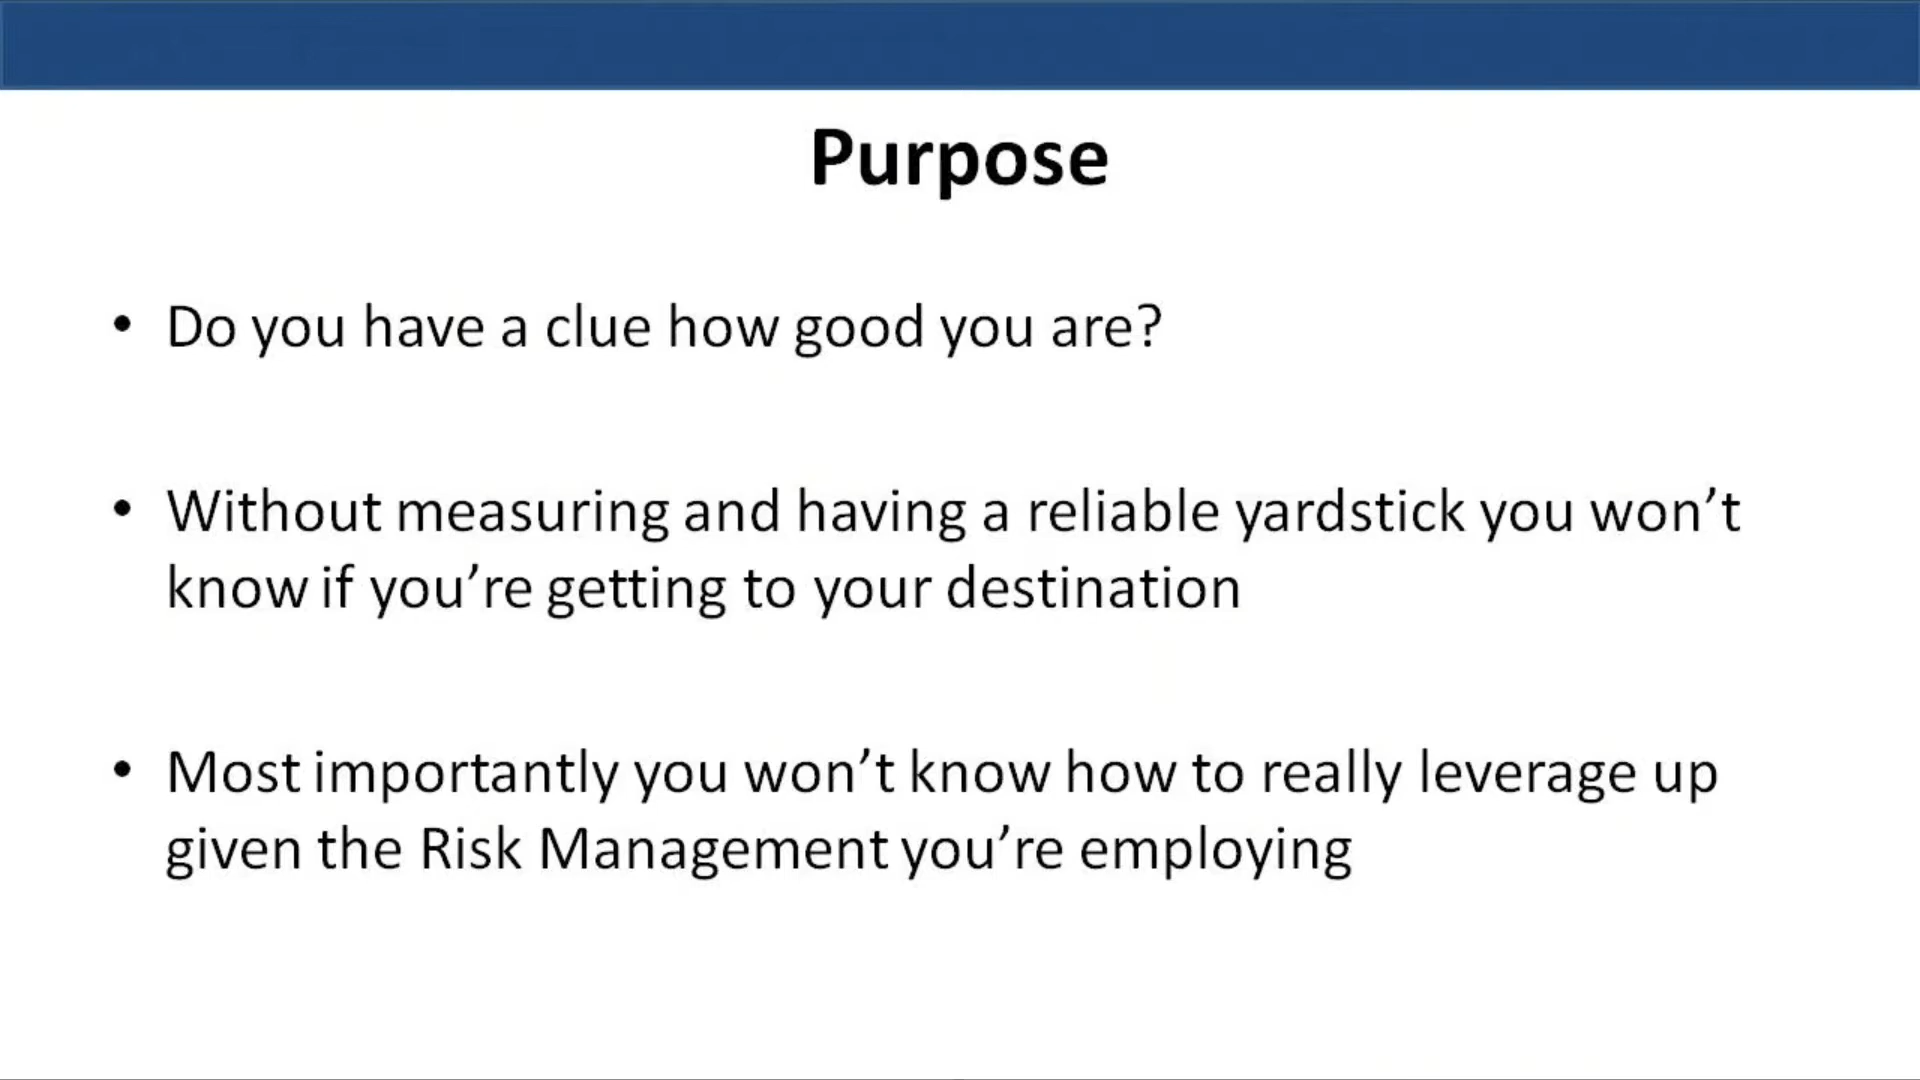 Purpose
• Do you have a clue how good you are?
• Without measuring and having a reliable yardstick you won’t
know if you’re getting to your destination
• Most importantly you won’t know how to really leverage up
given the Risk Management you’re employing